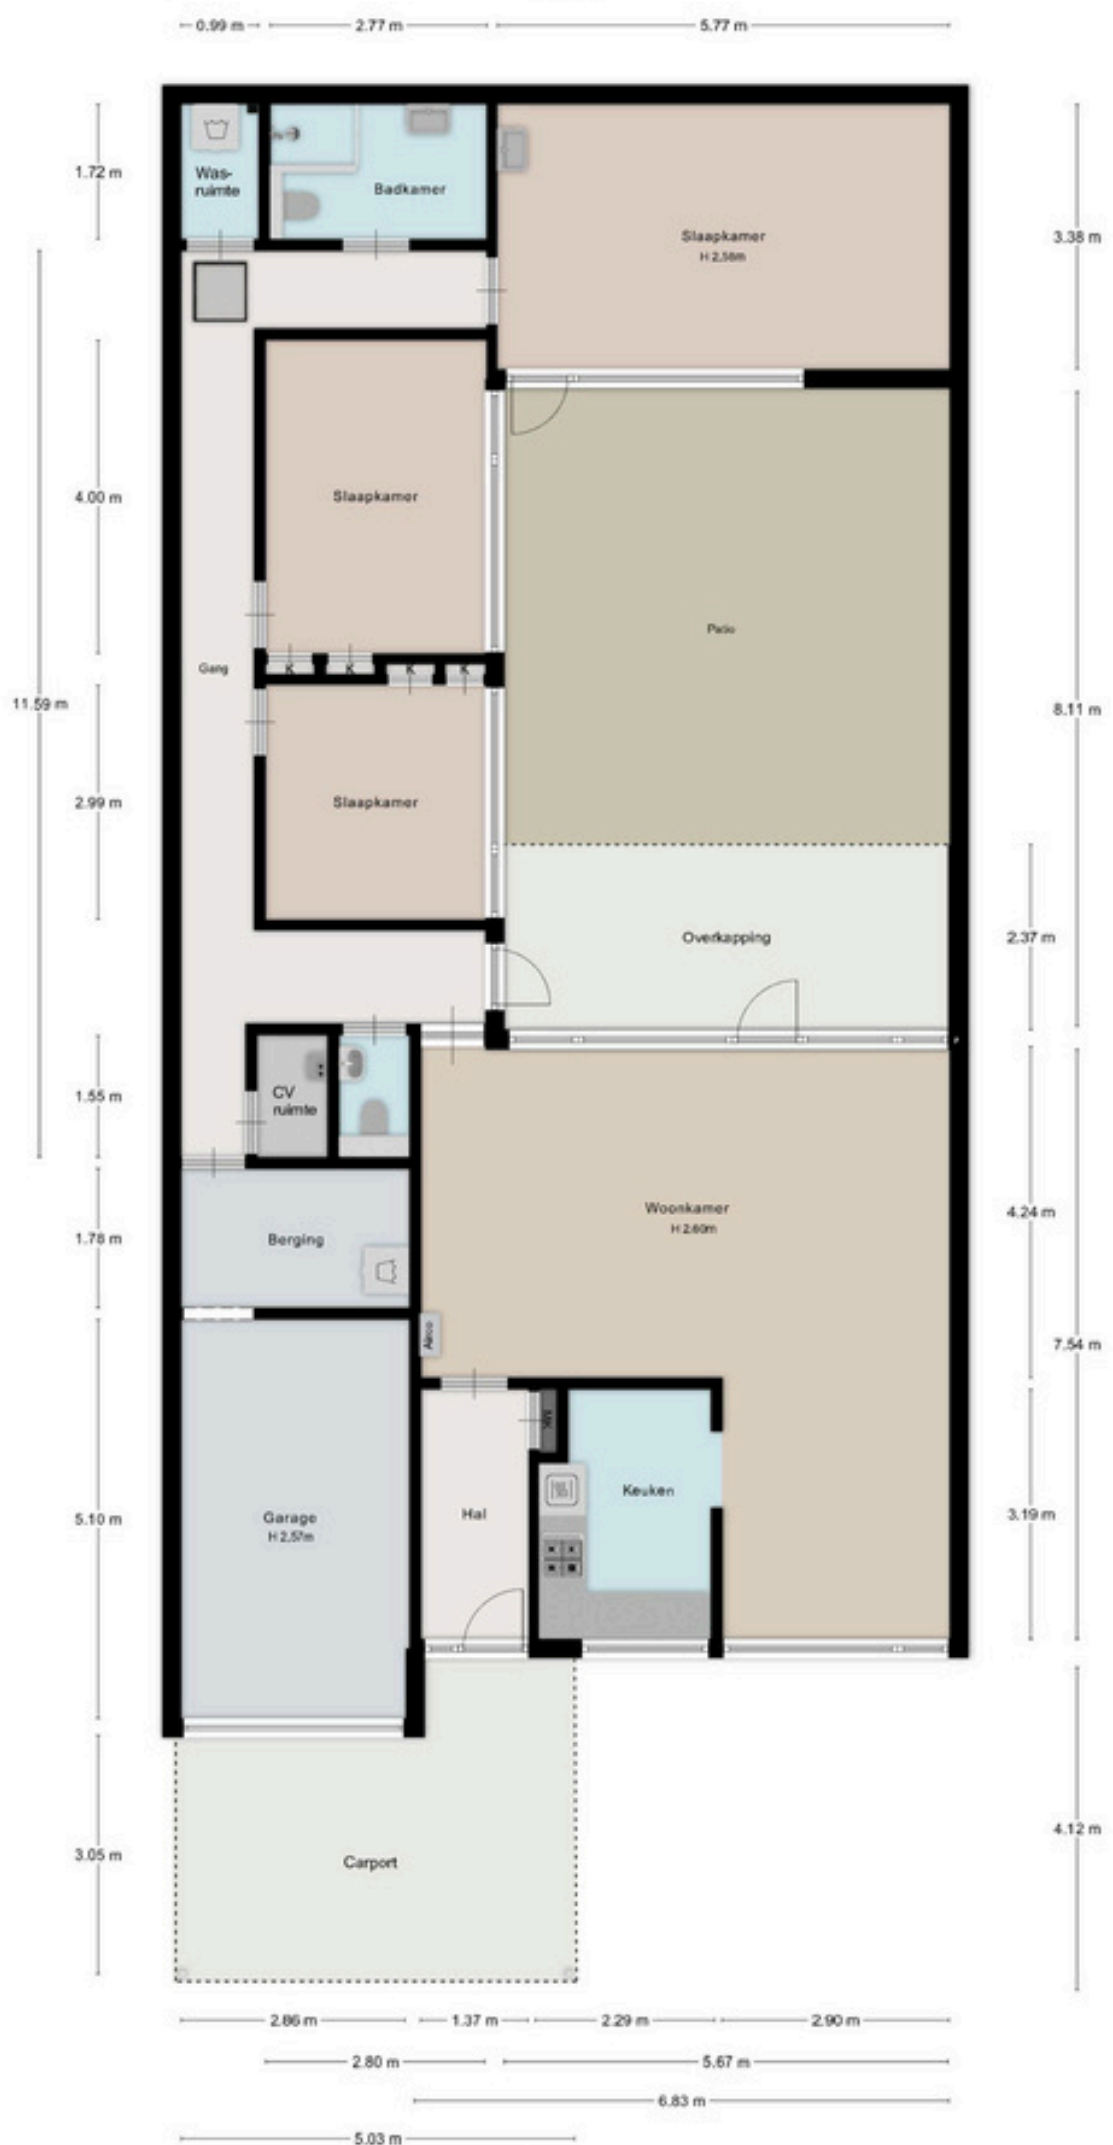 0.99 m
2.77 m
5.77 m
Was-
ruimte
Badkamer
1.72 m
Slaapkamer
H 2.58m
3.38 m
Slaapkamer
4.00 m
Patio
Gang
K
K
K
K
11.59 m
8.11 m
Slaapkamer
2.99 m
Overkapping
2.37 m
CV
ruimte
1.55 m
Woonkamer
H 2.60m
4.24 m
Berging
1.78 m
Airco
7.54 m
MK
Keuken
Hal
Garage
H 2.57m
5.10 m
3.19 m
4.12 m
3.05 m
Carport
2.86 m
1.37 m
2.29 m
2.90 m
2.80 m
5.67 m
6.83 m
5.03 m